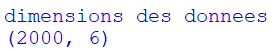 dimensions des donnees
(2000, 6)